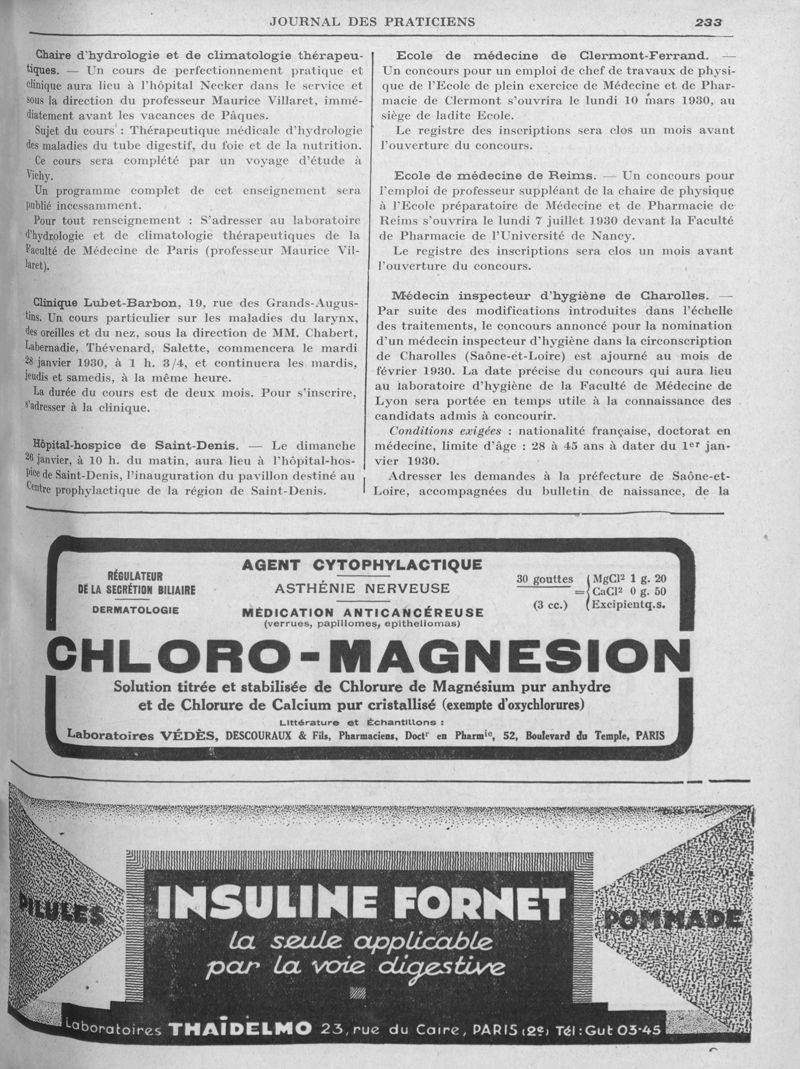 JOURNAL DES PRATICIENS
233
Chaire d'hydrologie et de climatologie thérapeu-
tiques. — Un cours de perfectionnement pratique et
clinique aura lieu à l'hôpital Necker dans le service et
sous la direction du professeur Maurice Villaret, immé-
diatement avant les vacances de Pâques.
Sujet du cours : Thérapeutique médicale d'hydrologie
des maladies du tube digestif, du foie et de la nutrition.
Ce cours sera complété par un voyage d'étude à
Vichy.
Un programme complet de cet enseignement sera
publié incessamment.
Pour tout renseignement : S'adresser au laboratoire
d'hydrologie et de climatologie thérapeutiques de la
Faculté de Médecine de Paris (professeur Maurice Vil-
laret).
Clinique Lubet-Barbon, 19, rue des Grands-Augus-
tins. Un cours particulier sur les maladies du larynx,
des oreilles et du nez, sous la direction de MM. Chabert,
Labernadie, Thévenard, Salette, commencera le mardi
28 janvier 1930, à 1 h. 3/4, et continuera les mardis,
jeudis et samedis, à la même heure.
La durée du cours est de deux mois. Pour s'inscrire,
s'adresser à la clinique.
Hôpital-hospice de Saint-Denis. — Le dimanche
26 janvier, à 10 h. du matin, aura lieu à l'hôpital-hos-
pice de Saint-Denis, l'inauguration du pavillon destiné au
Centre prophylactique de la région de Saint-Denis.
Ecole de médecine de Clermont-Ferrand. —
Un concours pour un emploi de chef de travaux de physi-
que de l'Ecole de plein exercice de Médecine et de Phar-
macie de Clermont s'ouvrira le lundi 10 mars 1930, au
siège de ladite Ecole.
Le registre des inscriptions sera clos un mois avant
l'ouverture du concours.
Ecole de médecine de Reims. — Un concours pour
l'emploi de professeur suppléant de la chaire de physique
à l'Ecole préparatoire de Médecine et de Pharmacie de
Reims s'ouvrira le lundi 7 juillet 1930 devant la Faculté
de Pharmacie de l'Université de Nancy.
Le registre des inscriptions sera clos un mois avant
l'ouverture du concours.
Médecin inspecteur d'hygiène de Charolles. —
Par suite des modifications introduites dans l'échelle
des traitements, le concours annoncé pour la nomination
d'un médecin inspecteur d'hygiène dans la circonscription
de Charolles (Saône-et-Loire) est ajourné au mois de
février 1930. La date précise du concours qui aura lieu
au laboratoire d'hygiène de la Faculté de Médecine de
Lyon sera portée en temps utile à la connaissance des
candidats admis à concourir.
Conditions exigées : nationalité française, doctorat en
médecine, limite d'âge : 28 à 45 ans à dater du 1er jan-
vier 1930.
Adresser les demandes à la préfecture de Saône-et-
Loire, accompagnées du bulletin de naissance, de la
RÉGULATEUR
DE LA SECRÉTION BILIAIRE
DERMATOLOGIE
AGENT CYTOPHYLACTIQUE
ASTHÉNIE NERVEUSE
MÉDICATION ANTICANCÉREUSE
(verrues, papillomes, epitheliomas)
30 gouttes
(3 cc.)
=
MgCl² 1 g. 20
CaCl² 0 g. 50
Excipientq.s.
CHLORO-MAGNESION
Solution titrée et stabilisée de Chlorure de Magnésium pur anhydre
et de Chlorure de Calcium pur cristallisé (exempte d'oxychlorures)
Littérature et Échantillons :
Laboratoires VÉDÈS, DESCOURAUX & Fils, Pharmaciens, Doctr en Pharmie, 52, Boulevard du Temple, PARIS
PILULES
INSULINE FORNET
POMMADE
la seule applicable
par la voie digestive
Laboratoires THAÏDELMO 23, rue du Caire, PARIS (2e) Tél: Gut 03-45